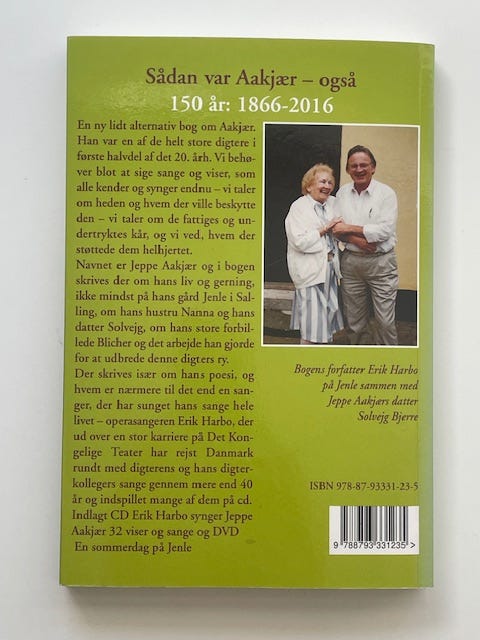 Sådan var Aakjær – også
150 år: 1866-2016
En ny lidt alternativ bog om Aakjær.
Han var en af de helt store digtere i
første halvdel af det 20. årh. Vi behø-
ver blot at sige sange og viser, som
alle kender og synger endnu – vi taler
om heden og hvem der ville beskytte
den – vi taler om de fattiges og un-
dertryktes kår, og vi ved, hvem der
støttede dem helhjertet.
Navnet er Jeppe Aakjær og i bogen
skrives der om hans liv og gerning,
ikke mindst på hans gård Jenle i Sal-
ling, om hans hustru Nanna og hans
datter Solvejg, om hans store forbil-
lede Blicher og det arbejde han gjorde
for at udbrede denne digters ry.
Der skrives især om hans poesi, og
hvem er nærmere til det end en san-
ger, der har sunget hans sange hele
livet – operasangeren Erik Harbo, der
ud over en stor karriere på Det Kon-
gelige Teater har rejst Danmark
rundt med digterens og hans digter-
kollegers sange gennem mere end 40
år og indspillet mange af dem på cd.
Indlagt CD Erik Harbo synger Jeppe
Aakjær 32 viser og sange og DVD
En sommerdag på Jenle
Bogens forfatter Erik Harbo
på Jenle sammen med
Jeppe Aakjærs datter
Solvejg Bjerre
ISBN 978-87-93331-23-5
9 788793 331235 >